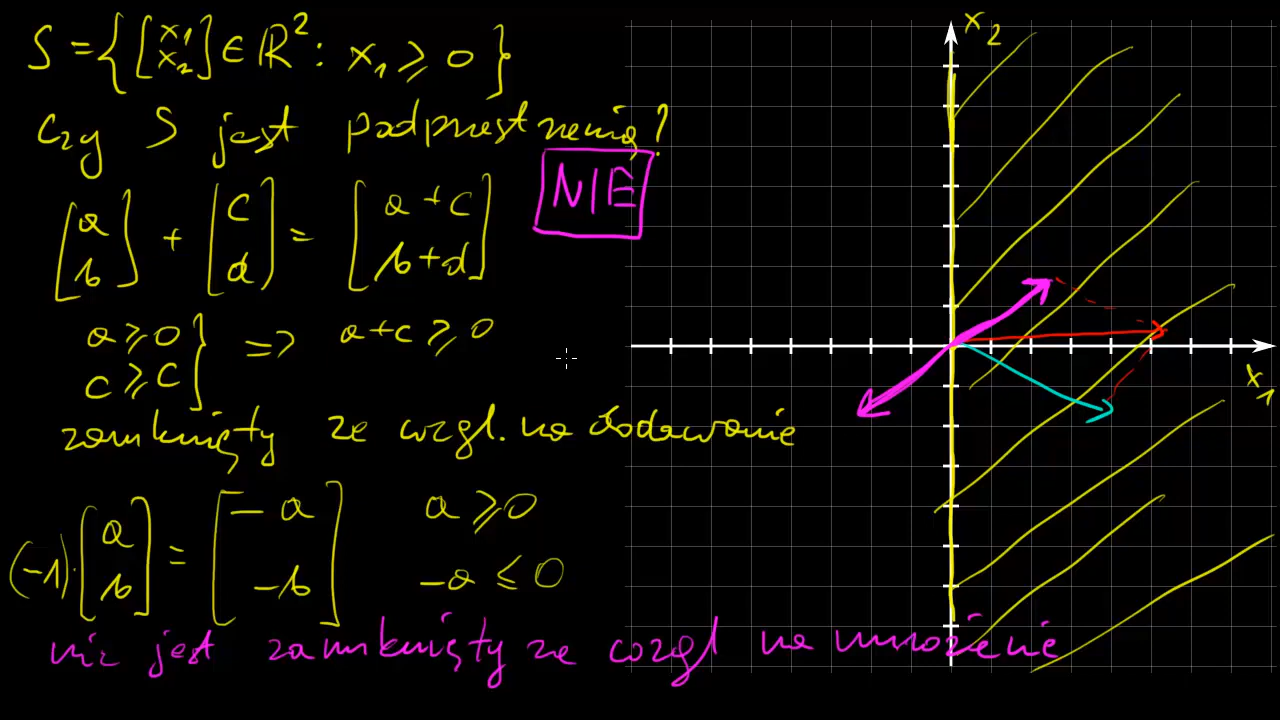 S = { [x1 x2] ∈ ℝ² : x₁ ⩾ 0 }
Czy S jest podprzestrzenią?
NIE
[a b] + [c d] = [a + c b + d]
a ⩾ 0
c ⩾ c } => a + c ⩾ 0
zamknięty ze wzgl. na dodawanie
(-1) · [a b] = [-a -b] a ⩾ 0
-a ≤ 0
nie jest zamknięty ze wzgl na mnożenie
x₂
x₁